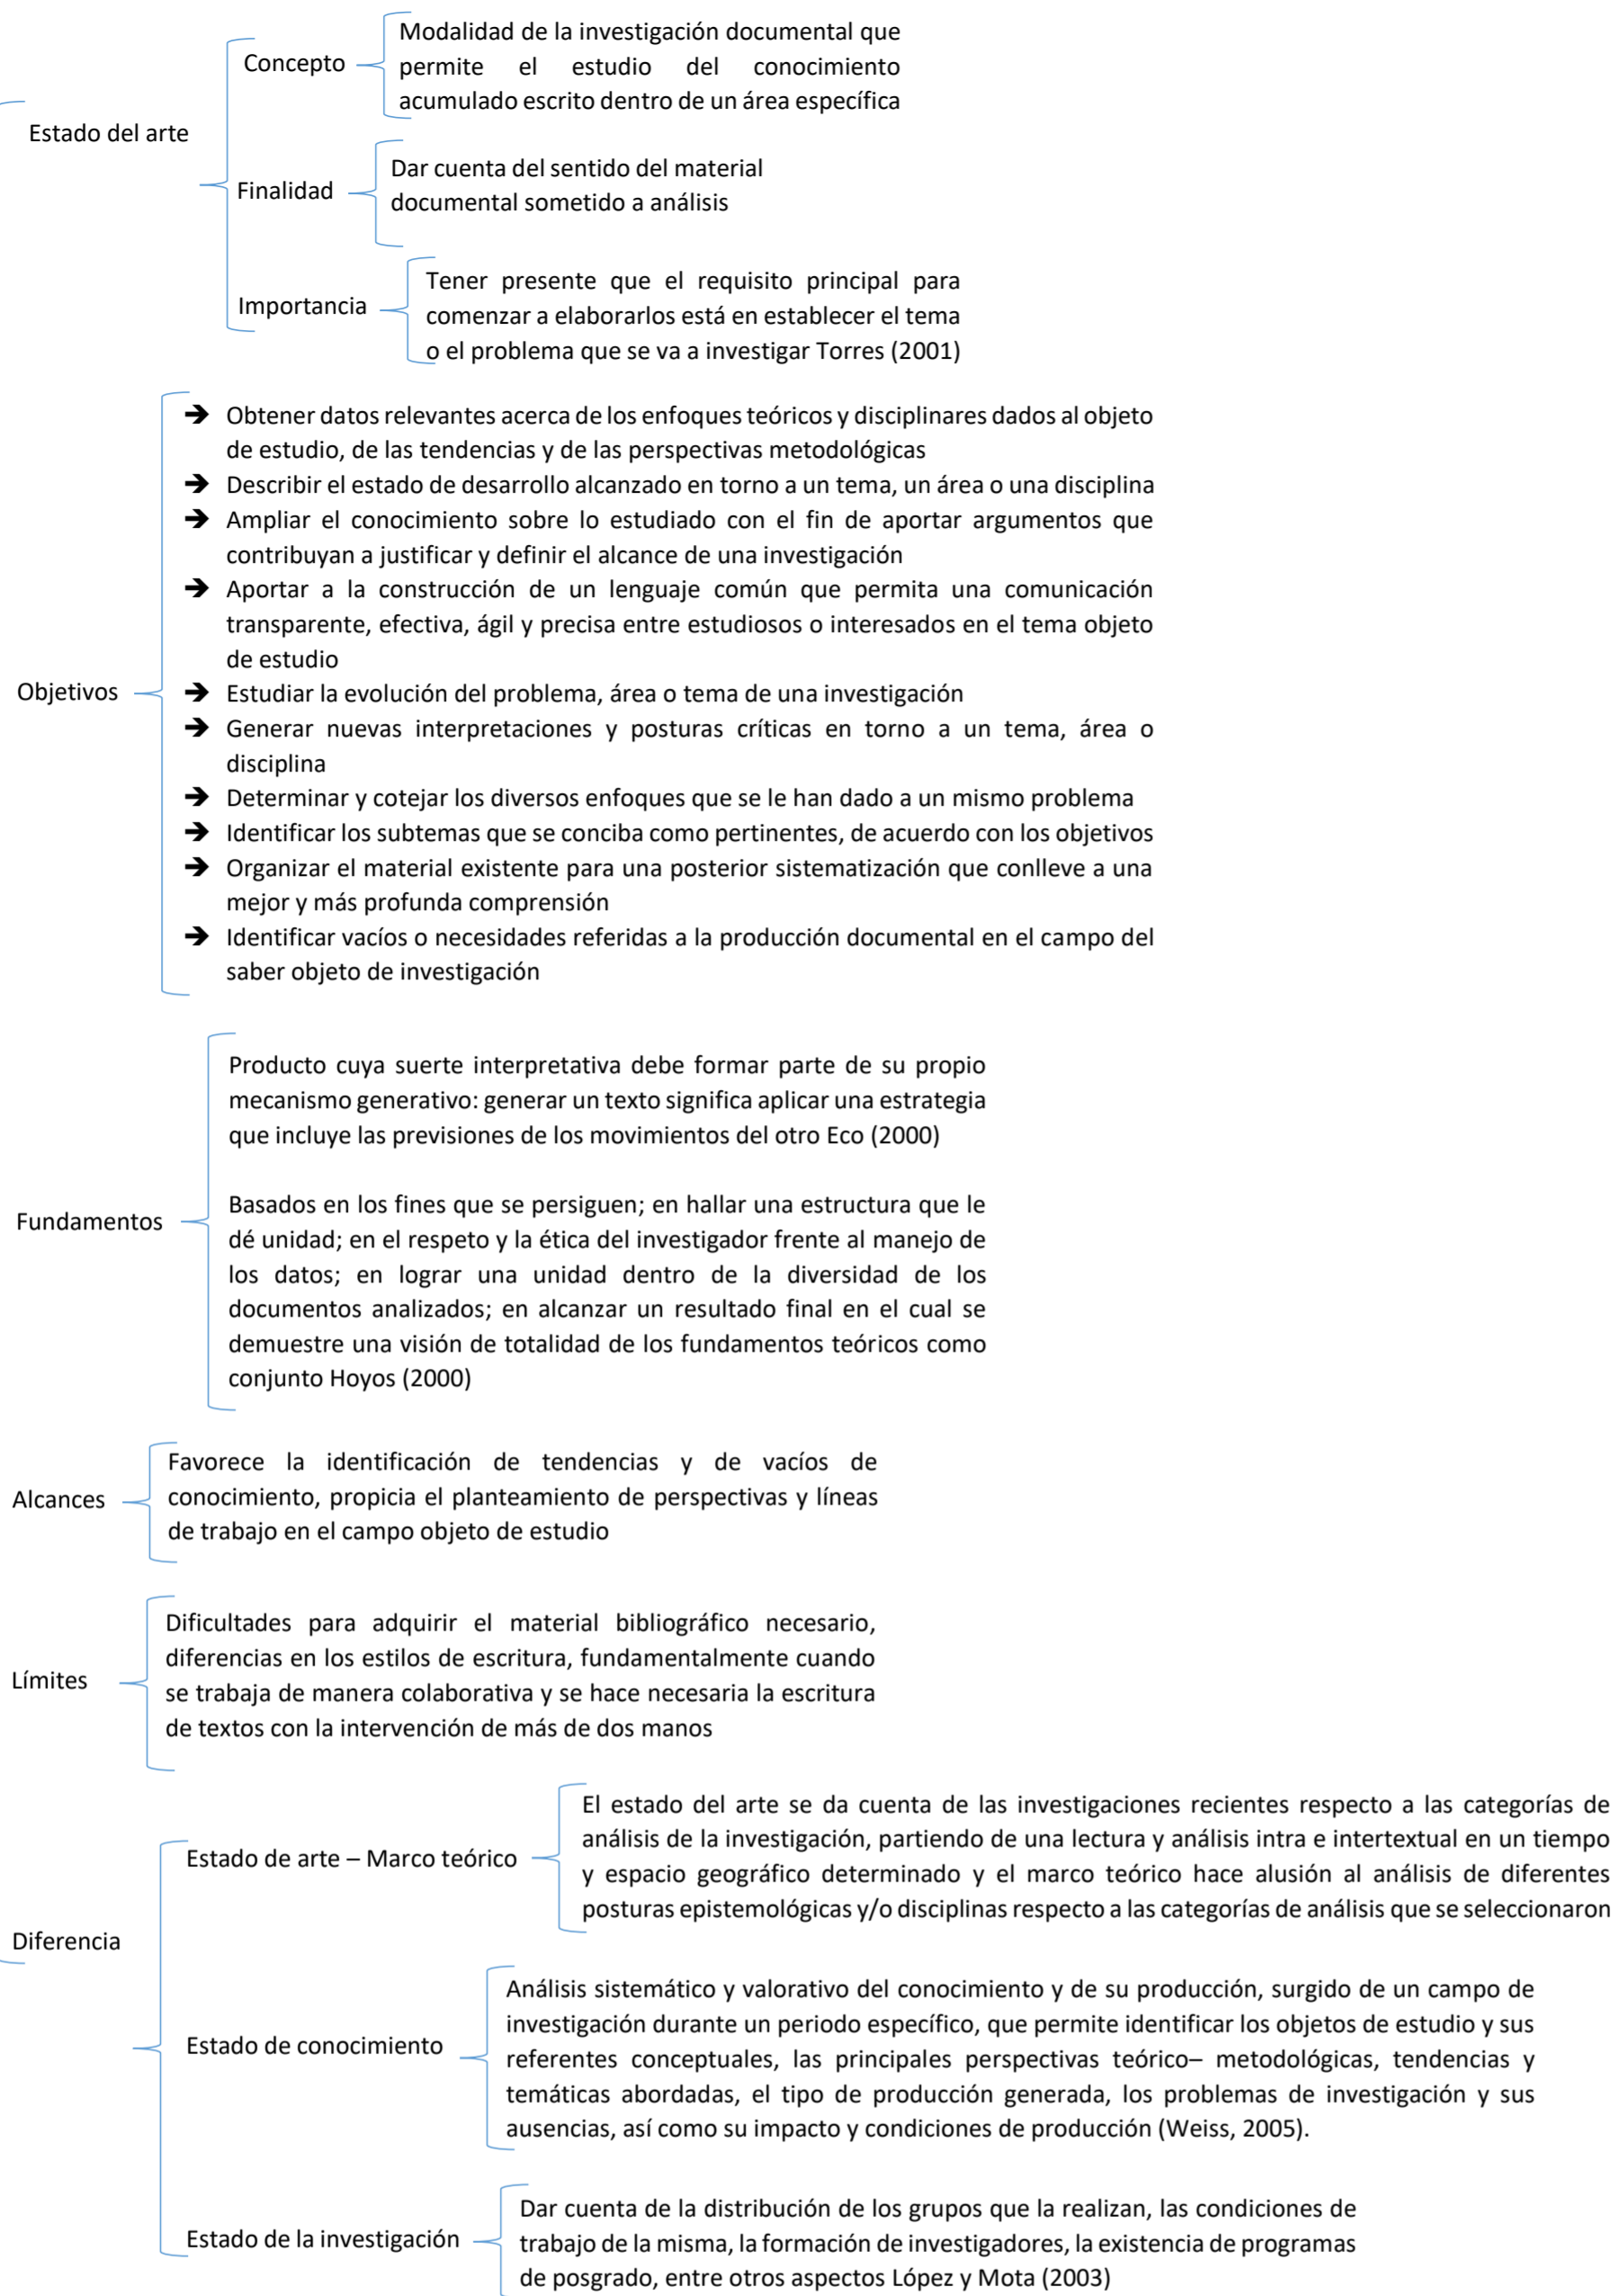 Estado del arte
Concepto
Modalidad de la investigación documental que
permite el estudio del conocimiento
acumulado escrito dentro de un área específica
Finalidad
Dar cuenta del sentido del material
documental sometido a análisis
Importancia
Tener presente que el requisito principal para
comenzar a elaborarlos está en establecer el tema
o el problema que se va a investigar Torres (2001)
Objetivos
➔ Obtener datos relevantes acerca de los enfoques teóricos y disciplinares dados al objeto
de estudio, de las tendencias y de las perspectivas metodológicas
➔ Describir el estado de desarrollo alcanzado en torno a un tema, un área o una disciplina
➔ Ampliar el conocimiento sobre lo estudiado con el fin de aportar argumentos que
contribuyan a justificar y definir el alcance de una investigación
➔ Aportar a la construcción de un lenguaje común que permita una comunicación
transparente, efectiva, ágil y precisa entre estudiosos o interesados en el tema objeto
de estudio
➔ Estudiar la evolución del problema, área o tema de una investigación
➔ Generar nuevas interpretaciones y posturas críticas en torno a un tema, área o
disciplina
➔ Determinar y cotejar los diversos enfoques que se le han dado a un mismo problema
➔ Identificar los subtemas que se conciba como pertinentes, de acuerdo con los objetivos
➔ Organizar el material existente para una posterior sistematización que conlleve a una
mejor y más profunda comprensión
➔ Identificar vacíos o necesidades referidas a la producción documental en el campo del
saber objeto de investigación
Fundamentos
Producto cuya suerte interpretativa debe formar parte de su propio
mecanismo generativo: generar un texto significa aplicar una estrategia
que incluye las previsiones de los movimientos del otro Eco (2000)
Basados en los fines que se persiguen; en hallar una estructura que le
dé unidad; en el respeto y la ética del investigador frente al manejo de
los datos; en lograr una unidad dentro de la diversidad de los
documentos analizados; en alcanzar un resultado final en el cual se
demuestre una visión de totalidad de los fundamentos teóricos como
conjunto Hoyos (2000)
Alcances
Favorece la identificación de tendencias y de vacíos de
conocimiento, propicia el planteamiento de perspectivas y líneas
de trabajo en el campo objeto de estudio
Límites
Dificultades para adquirir el material bibliográfico necesario,
diferencias en los estilos de escritura, fundamentalmente cuando
se trabaja de manera colaborativa y se hace necesaria la escritura
de textos con la intervención de más de dos manos
Diferencia
Estado de arte – Marco teórico
El estado del arte se da cuenta de las investigaciones recientes respecto a las categorías de
análisis de la investigación, partiendo de una lectura y análisis intra e intertextual en un tiempo
y espacio geográfico determinado y el marco teórico hace alusión al análisis de diferentes
posturas epistemológicas y/o disciplinas respecto a las categorías de análisis que se seleccionaron
Estado de conocimiento
Análisis sistemático y valorativo del conocimiento y de su producción, surgido de un campo de
investigación durante un periodo específico, que permite identificar los objetos de estudio y sus
referentes conceptuales, las principales perspectivas teórico– metodológicas, tendencias y
temáticas abordadas, el tipo de producción generada, los problemas de investigación y sus
ausencias, así como su impacto y condiciones de producción (Weiss, 2005).
Estado de la investigación
Dar cuenta de la distribución de los grupos que la realizan, las condiciones de
trabajo de la misma, la formación de investigadores, la existencia de programas
de posgrado, entre otros aspectos López y Mota (2003)